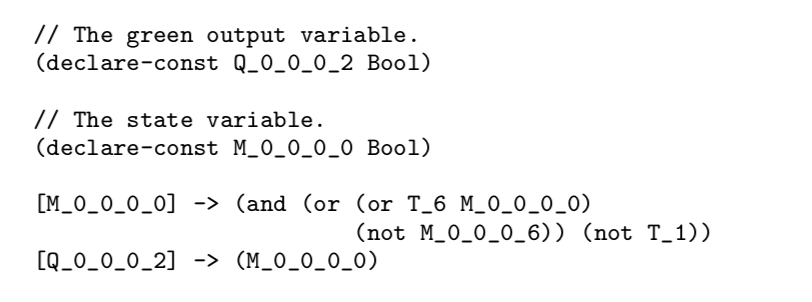 // The green output variable.
(declare-const Q_0_0_0_2 Bool)
// The state variable.
(declare-const M_0_0_0_0 Bool)
[M_0_0_0_0] -> (and (or (or T_6 M_0_0_0_0)
(not M_0_0_0_6)) (not T_1))
[Q_0_0_0_2] -> (M_0_0_0_0)